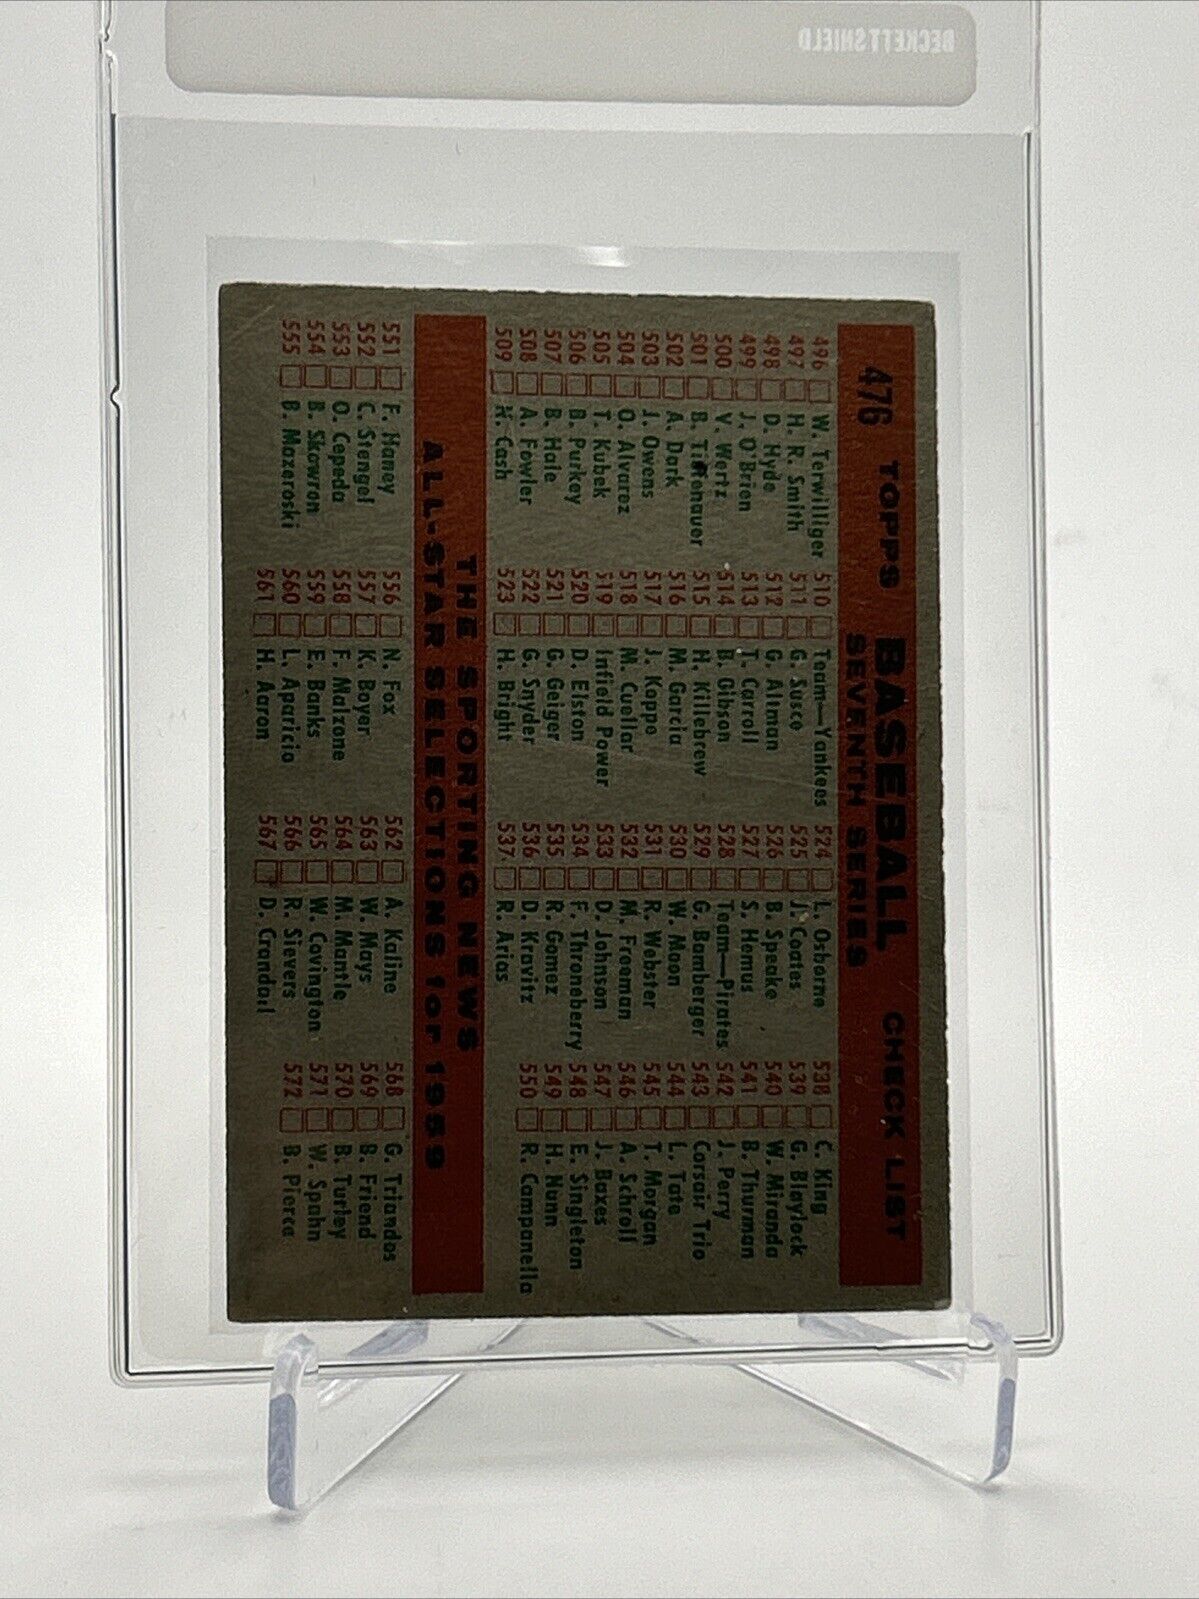 BECKETT SHIELD
476 TOPPS BASEBALL CHECK LIST
SEVENTH SERIES
496 W. Terwilliger 510 Team—Yankees 524 L. Osborne 538 C. King
497 H. R. Smith 511 G. Susce 525 J. Coates 539 G. Blaylock
498 D. Hyde 512 G. Altman 526 B. Speake 540 W. Miranda
499 J. O'Brien 513 T. Carroll 527 S. Hemus 541 B. Thurman
500 V. Wertz 514 B. Gibson 528 Team—Pirates 542 J. Perry
501 B. Tiefenauer 515 H. Killebrew 529 G. Bamberger 543 Corsair Trio
502 A. Dark 516 M. Garcia 530 W. Moon 544 L. Tate
503 J. Owens 517 J. Koppe 531 R. Webster 545 T. Morgan
504 O. Alvarez 518 M. Cuellar 532 M. Freeman 546 A. Schroll
505 T. Kubek 519 Infield Power 533 D. Johnson 547 J. Baxes
506 B. Purkey 520 D. Elston 534 F. Throneberry 548 E. Singleton
507 B. Hale 521 G. Geiger 535 R. Gomez 549 H. Nunn
508 A. Fowler 522 G. Snyder 536 D. Kravitz 550 R. Campanella
509 N. Cash 523 H. Bright 537 R. Arias
THE SPORTING NEWS
ALL-STAR SELECTIONS for 1959
551 F. Haney 556 N. Fox 562 A. Kaline 568 G. Triandos
552 C. Stengel 557 K. Boyer 563 W. Mays 569 B. Friend
553 O. Cepeda 558 F. Malzone 564 M. Mantle 570 B. Turley
554 B. Skowron 559 E. Banks 565 W. Covington 571 W. Spahn
555 B. Mazeroski 560 L. Aparicio 566 R. Sievers 572 B. Pierce
561 H. Aaron 567 D. Crandall